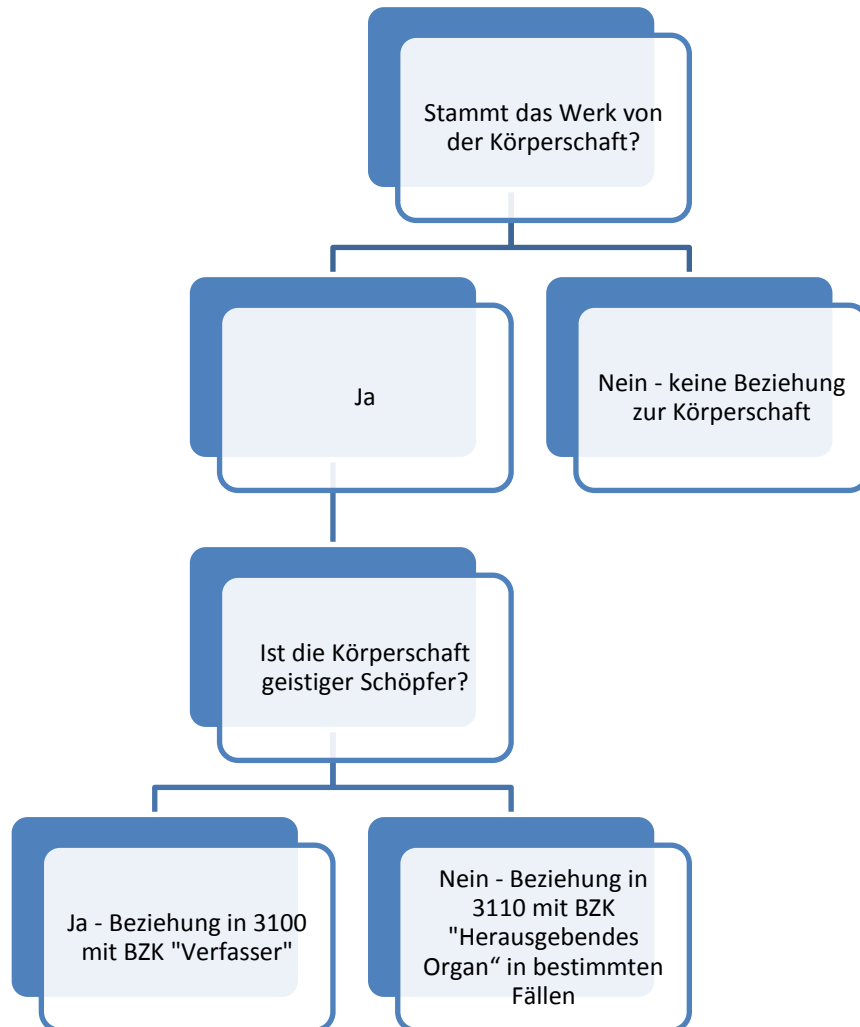 Stammt das Werk von
der Körperschaft?
Ja
Nein - keine Beziehung
zur Körperschaft
Ist die Körperschaft
geistiger Schöpfer?
Ja - Beziehung in 3100
mit BZK "Verfasser"
Nein - Beziehung in
3110 mit BZK
"Herausgebendes
Organ“ in bestimmten
Fällen